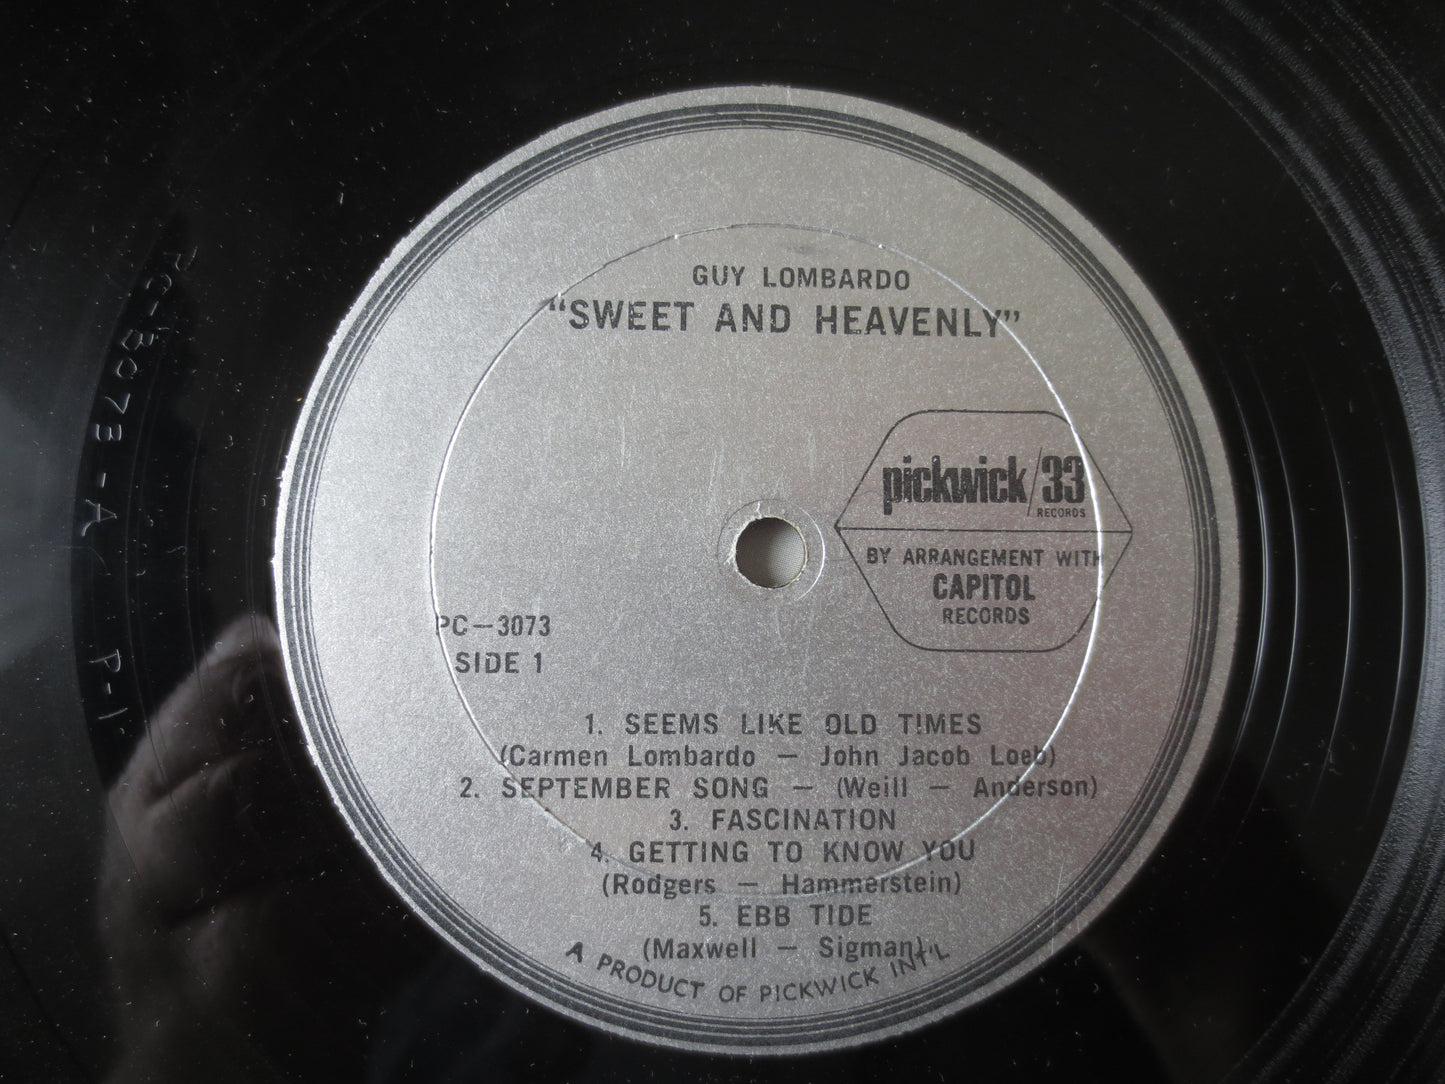 GUY LOMBARDO
“SWEET AND HEAVENLY”
pickwick/33
RECORDS
BY ARRANGEMENT WITH
CAPITOL
RECORDS
PC—3073
SIDE 1
1. SEEMS LIKE OLD TIMES
(Carmen Lombardo — John Jacob Loeb)
2. SEPTEMBER SONG — (Weill — Anderson)
3. FASCINATION
4. GETTING TO KNOW YOU
(Rodgers — Hammerstein)
5. EBB TIDE
(Maxwell — Sigman)
A PRODUCT OF PICKWICK INT'L
P-1